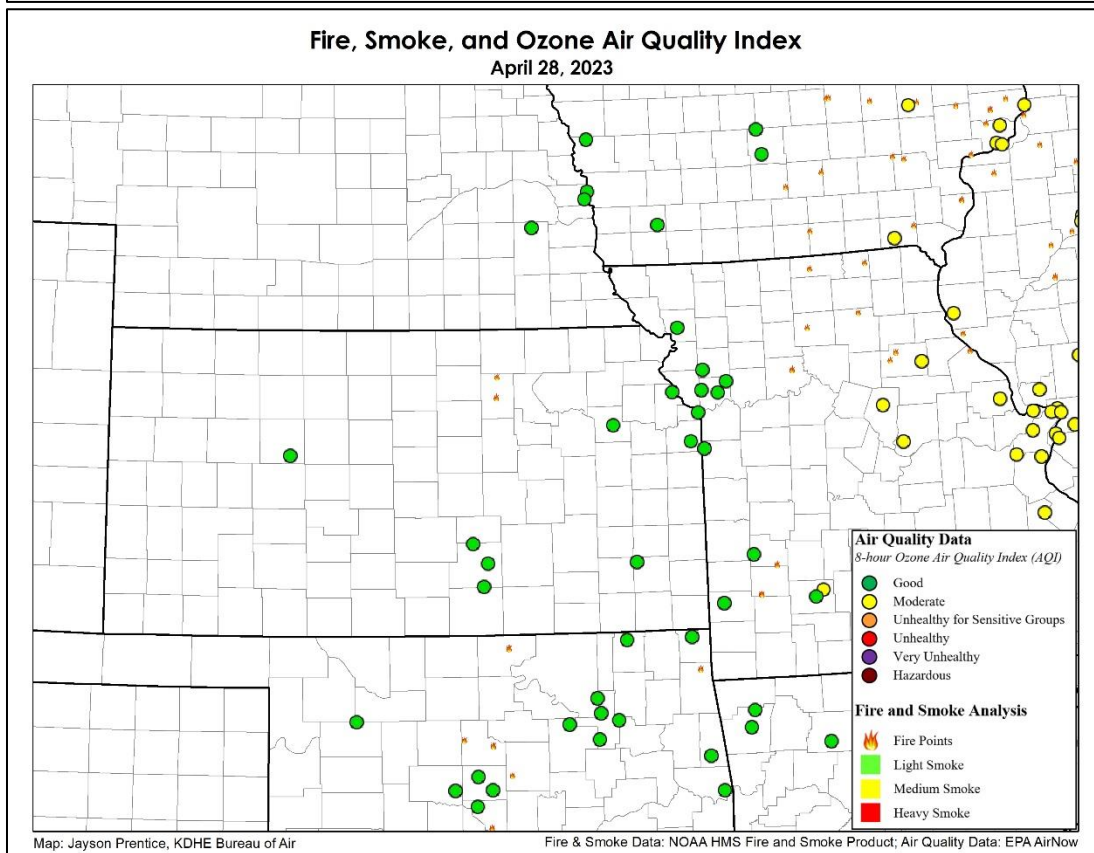 Fire, Smoke, and Ozone Air Quality Index
April 28, 2023
Air Quality Data
8-hour Ozone Air Quality Index (AQI)
Good
Moderate
Unhealthy for Sensitive Groups
Unhealthy
Very Unhealthy
Hazardous
Fire and Smoke Analysis
Fire Points
Light Smoke
Medium Smoke
Heavy Smoke
Map: Jayson Prentice, KDHE Bureau of Air
Fire & Smoke Data: NOAA HMS Fire and Smoke Product; Air Quality Data: EPA AirNow